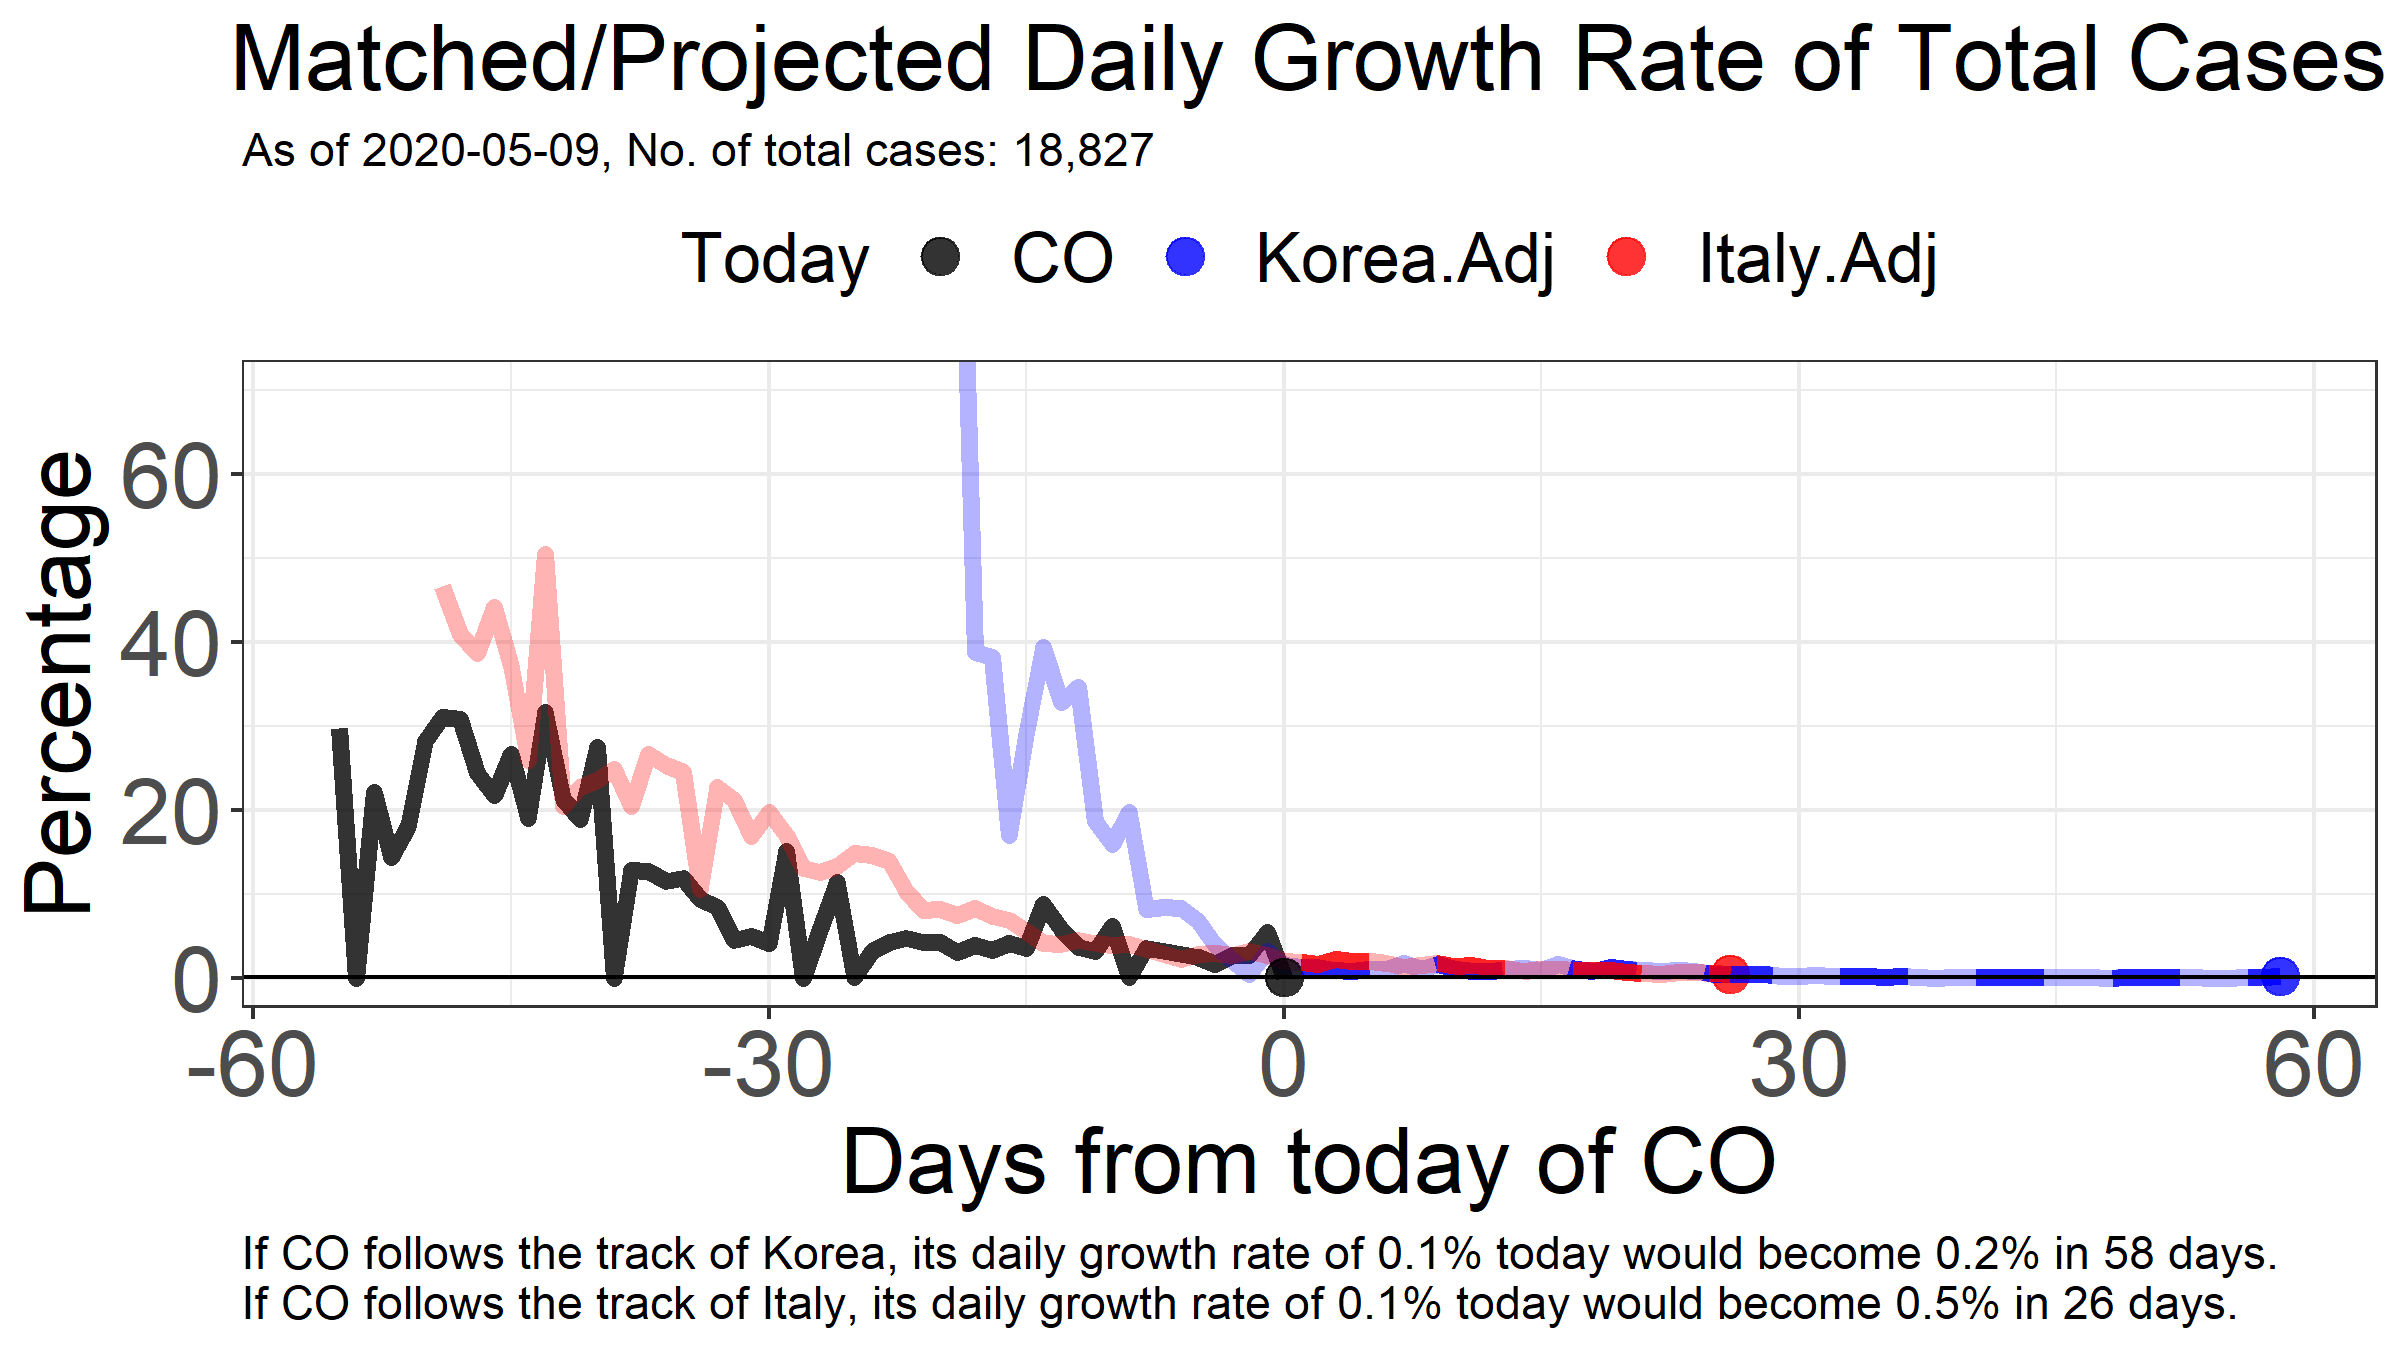 Matched/Projected Daily Growth Rate of Total Cases
As of 2020-05-09, No. of total cases: 18,827
Today CO Korea.Adj Italy.Adj
Percentage
60
40
20
0
-60 -30 0 30 60
Days from today of CO
If CO follows the track of Korea, its daily growth rate of 0.1% today would become 0.2% in 58 days.
If CO follows the track of Italy, its daily growth rate of 0.1% today would become 0.5% in 26 days.